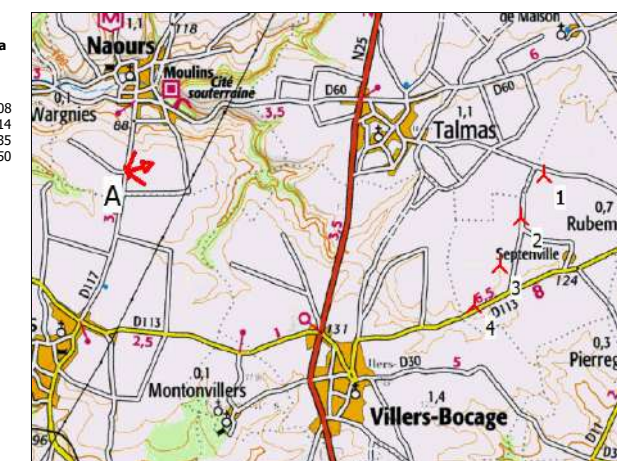 a
08
14
35
50
de Maison
M
1,1
118
Naours
N25
6
3
Moulins
Cité
souterraine
D60
D60
0,1
Wargnies
3,5
1,1
68
Talmas
A
1
0,7
Rubem
3,5
2
Septenville
124
3
D117
6,5
8
D113
4
D113
2,5
1
131
0,3
Pierreg
0,1
D30
5
Montonvillers
1,4
Villers-Bocage
D11
96